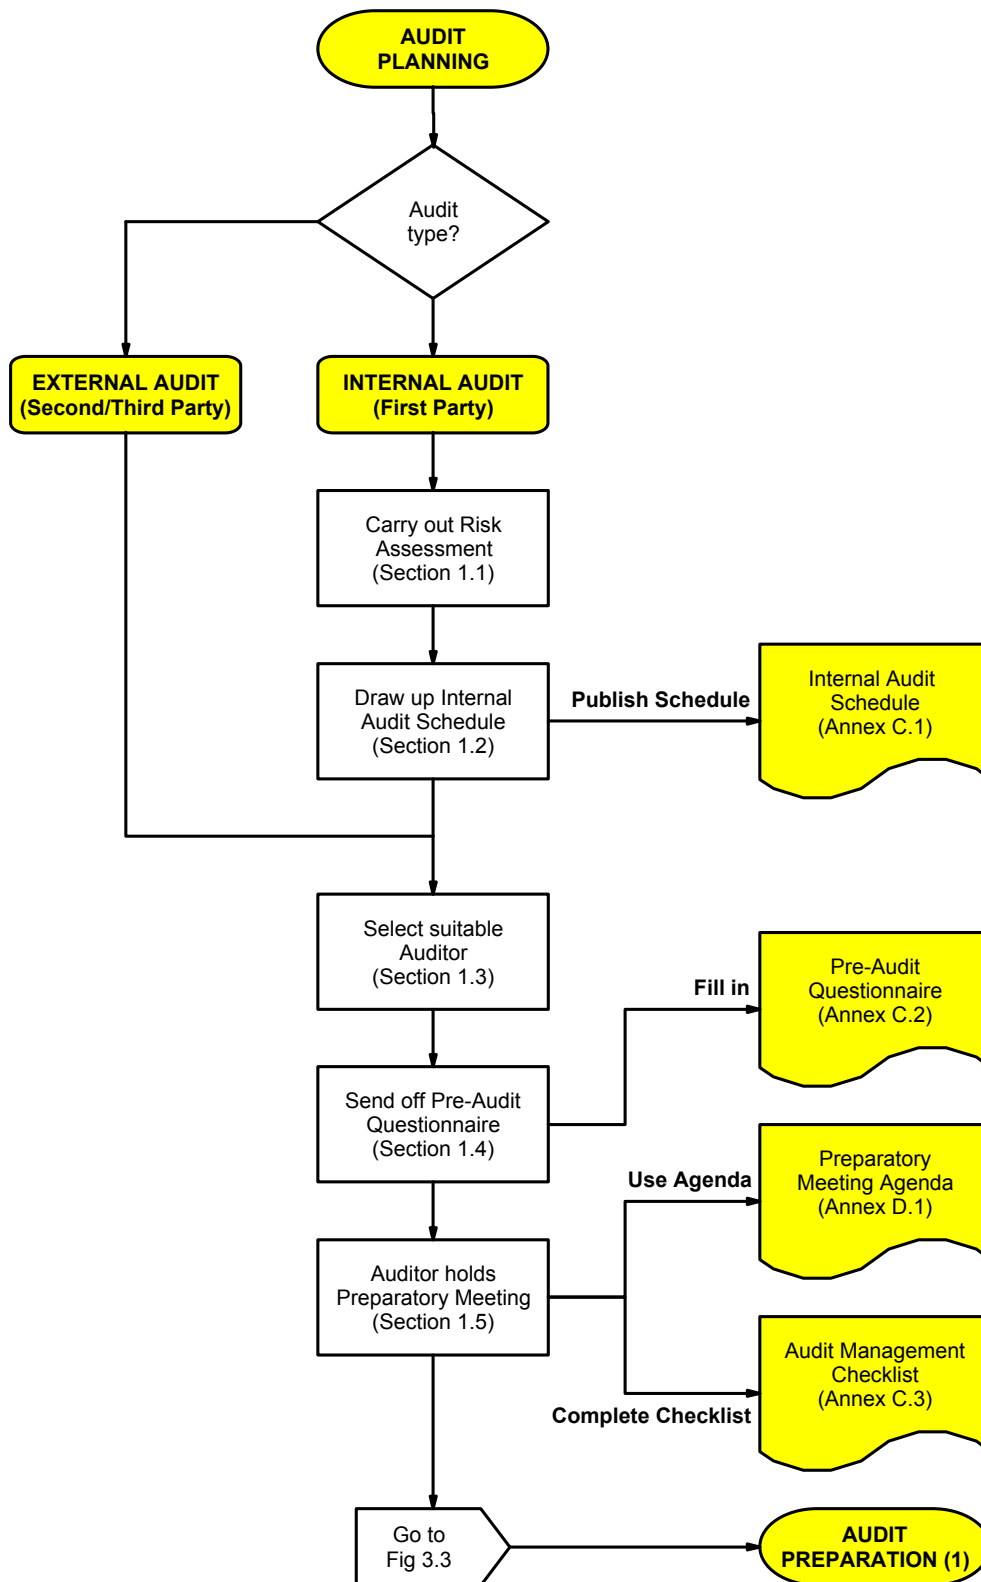 AUDIT
PLANNING
Audit
type?
EXTERNAL AUDIT
(Second/Third Party)
INTERNAL AUDIT
(First Party)
Carry out Risk
Assessment
(Section 1.1)
Draw up Internal
Audit Schedule
(Section 1.2)
Publish Schedule
Internal Audit
Schedule
(Annex C.1)
Select suitable
Auditor
(Section 1.3)
Fill in
Pre-Audit
Questionnaire
(Annex C.2)
Send off Pre-Audit
Questionnaire
(Section 1.4)
Use Agenda
Preparatory
Meeting Agenda
(Annex D.1)
Auditor holds
Preparatory Meeting
(Section 1.5)
Complete Checklist
Audit Management
Checklist
(Annex C.3)
Go to
Fig 3.3
AUDIT
PREPARATION (1)